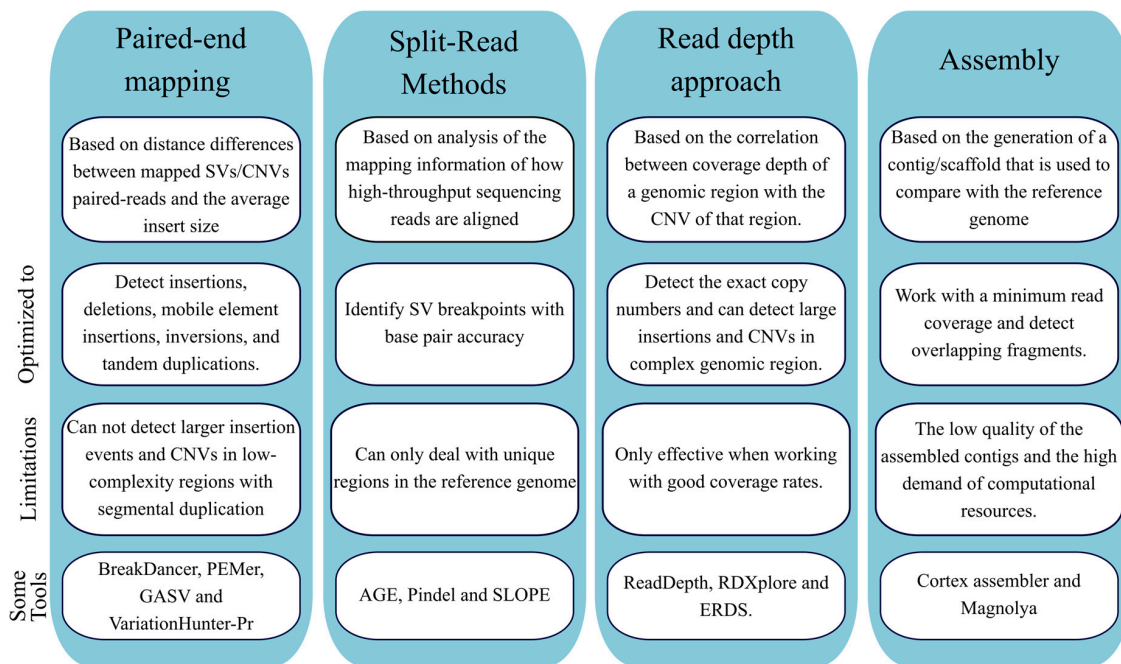 Paired-end
mapping
Based on distance differences
between mapped SVs/CNVs
paired-reads and the average
insert size
Detect insertions,
deletions, mobile element
insertions, inversions, and
tandem duplications.
Can not detect larger insertion
events and CNVs in low-
complexity regions with
segmental duplication
BreakDancer, PEMer,
GASV and
VariationHunter-Pr
Split-Read
Methods
Based on analysis of the
mapping information of how
high-throughput sequencing
reads are aligned
Identify SV breakpoints with
base pair accuracy
Can only deal with unique
regions in the reference genome
AGE, Pindel and SLOPE
Read depth
approach
Based on the correlation
between coverage depth of
a genomic region with the
CNV of that region.
Detect the exact copy
numbers and can detect large
insertions and CNVs in
complex genomic region.
Only effective when working
with good coverage rates.
ReadDepth, RDXplore and
ERDS.
Assembly
Based on the generation of a
contig/scaffold that is used to
compare with the reference
genome
Work with a minimum read
coverage and detect
overlapping fragments.
The low quality of the
assembled contigs and the high
demand of computational
resources.
Cortex assembler and
Magnolya
Optimized to
Limitations
Some
Tools